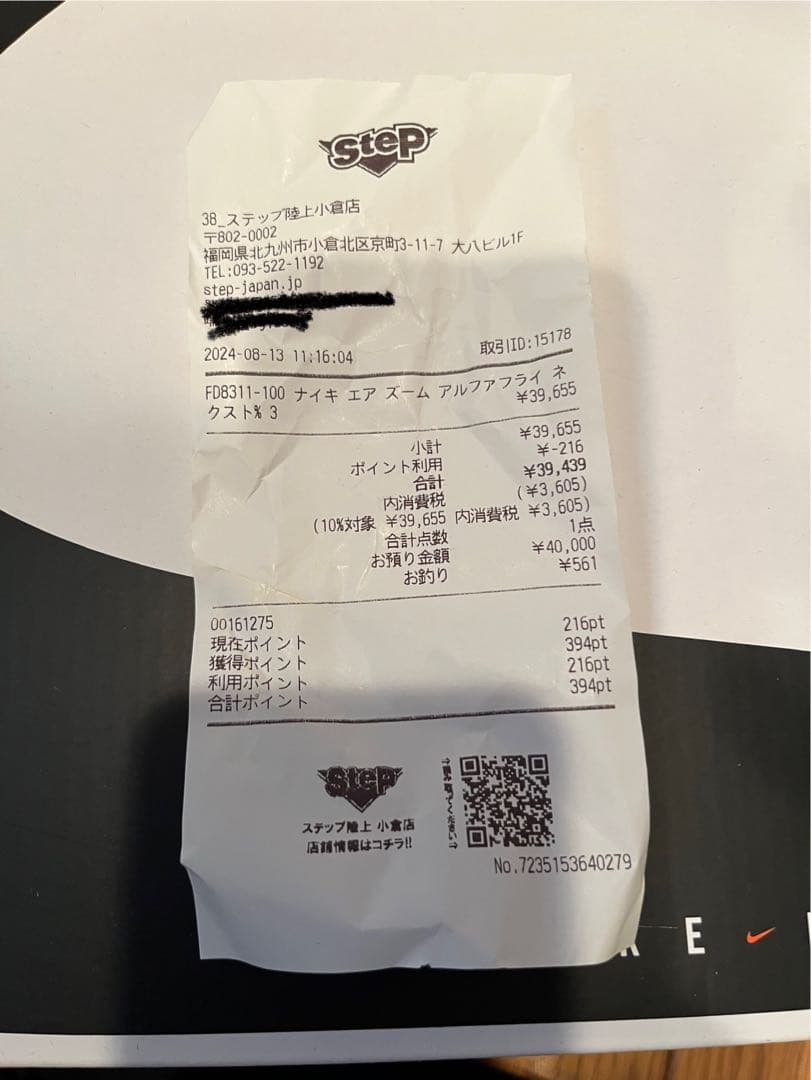 Step
38_ステップ陸上小倉店
〒802-0002
福岡県北九州市小倉北区京町3-11-7 大八ビル1F
TEL:093-522-1192
step-japan.jp
2024-08-13 11:16:04 取引ID:15178
FD8311-100 ナイキ エア ズーム アルファフライ ネ
クスト% 3 ¥39,655
小計 ¥39,655
ポイント利用 ¥-216
合計 ¥39,439
内消費税 (¥3,605)
(10%対象 ¥39,655 内消費税 ¥3,605)
合計点数 1点
お預り金額 ¥40,000
お釣り ¥561
00161275
現在ポイント 216pt
獲得ポイント 394pt
利用ポイント 216pt
合計ポイント 394pt
Step
ステップ陸上 小倉店
店舗情報はコチラ!!
No.7235153640279
K E